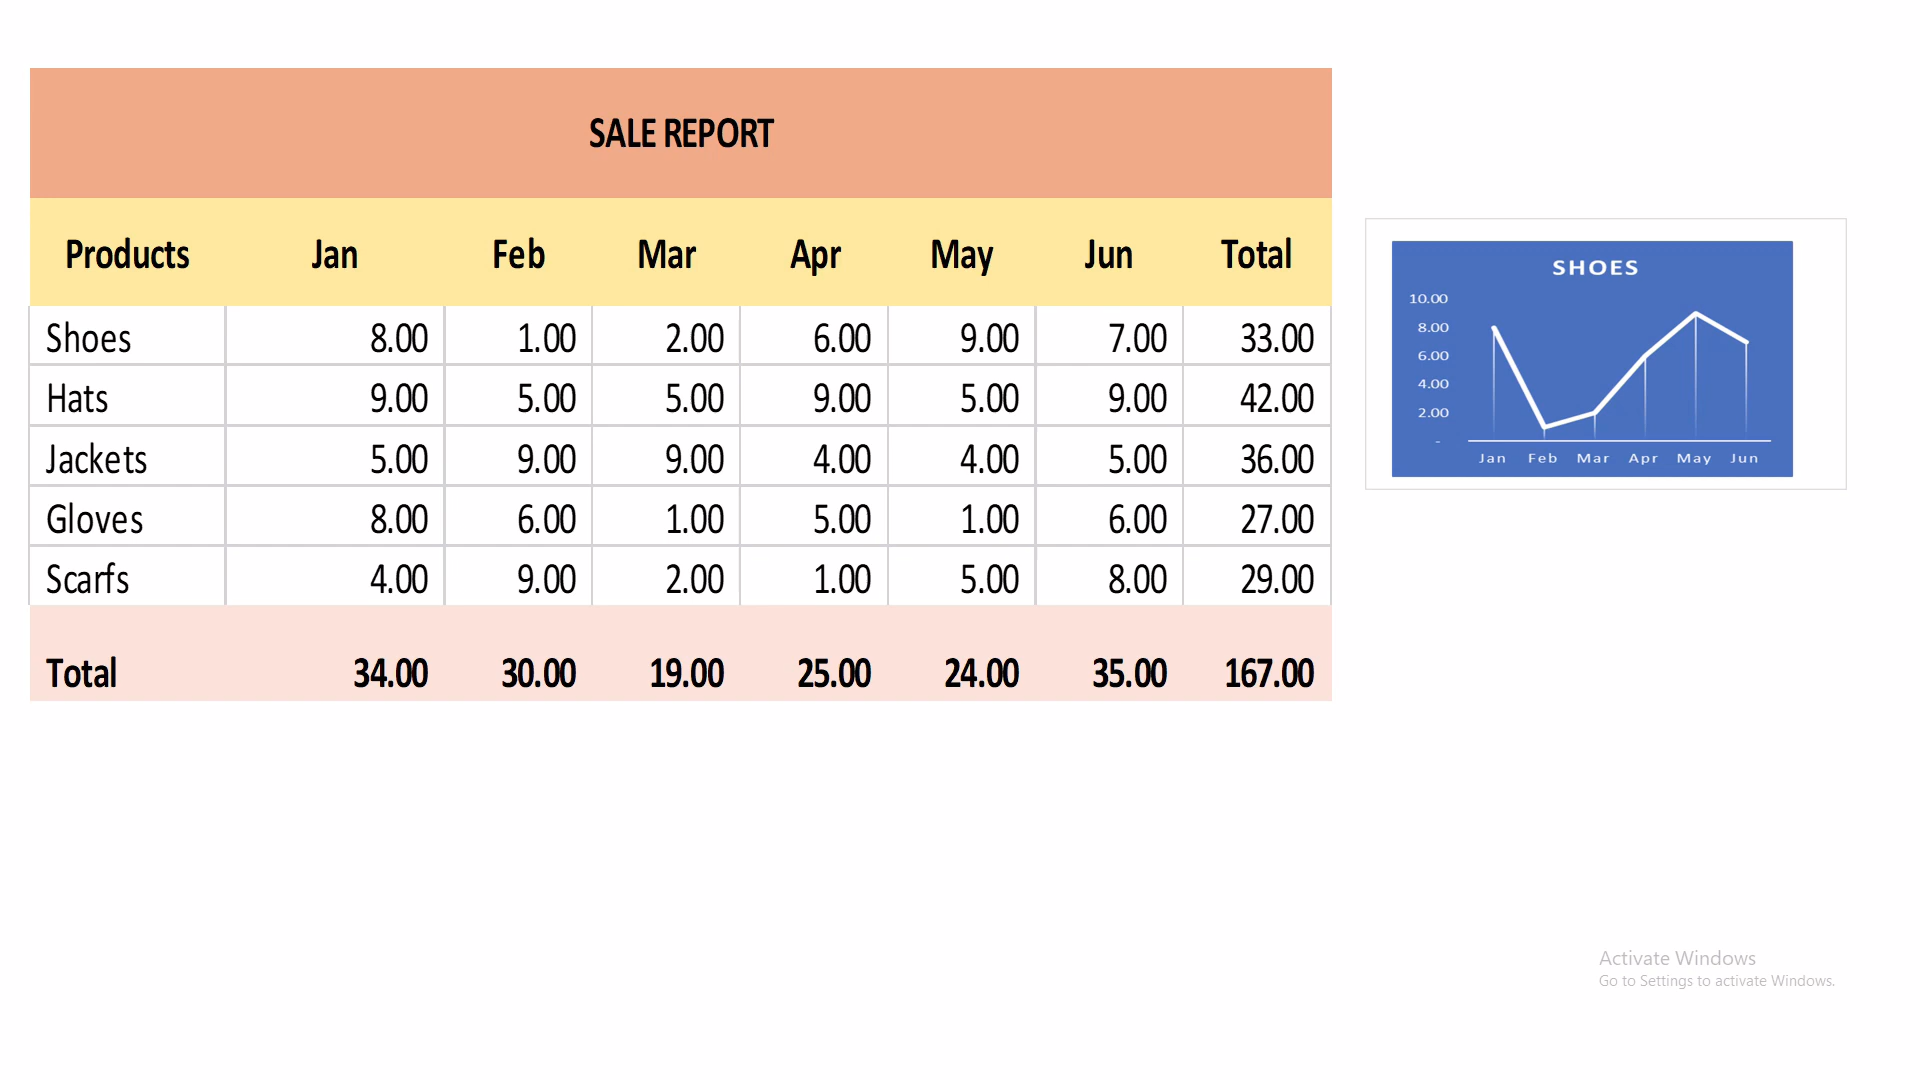 SALE REPORT
Products Jan Feb Mar Apr May Jun Total
Shoes 8.00 1.00 2.00 6.00 9.00 7.00 33.00
Hats 9.00 5.00 5.00 9.00 5.00 9.00 42.00
Jackets 5.00 9.00 9.00 4.00 4.00 5.00 36.00
Gloves 8.00 6.00 1.00 5.00 1.00 6.00 27.00
Scarfs 4.00 9.00 2.00 1.00 5.00 8.00 29.00
Total 34.00 30.00 19.00 25.00 24.00 35.00 167.00
SHOES
10.00
8.00
6.00
4.00
2.00
-
Jan Feb Mar Apr May Jun
Activate Windows
Go to Settings to activate Windows.